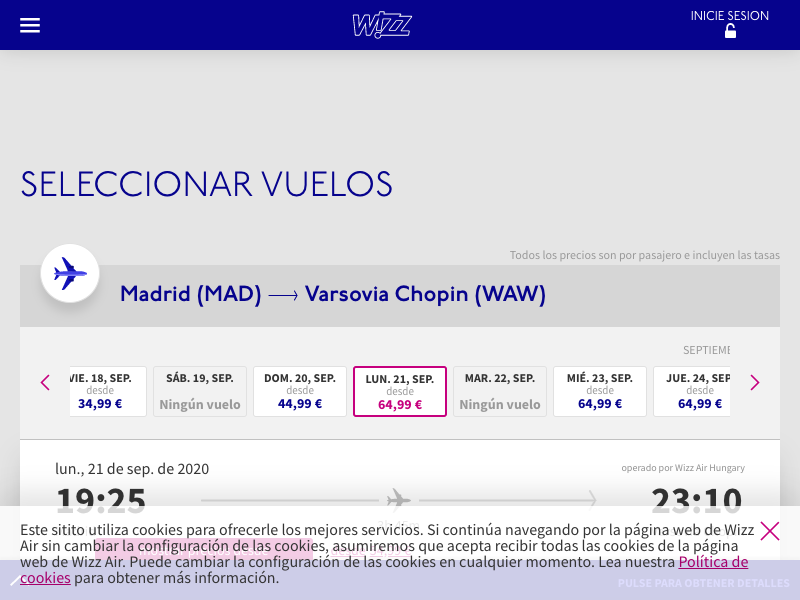 WIZZ
INICIE SESION
SELECCIONAR VUELOS
Todos los precios son por pasajero e incluyen las tasas
Madrid (MAD) → Varsovia Chopin (WAW)
SEPTIEME
VIE. 18, SEP. SÁB. 19, SEP. DOM. 20, SEP. LUN. 21, SEP. MAR. 22, SEP. MIÉ. 23, SEP. JUE. 24, SEP
desde desde desde desde desde
34,99 € Ningún vuelo 44,99 € 64,99 € Ningún vuelo 64,99 € 64,99 €
lun., 21 de sep. de 2020 operado por Wizz Air Hungary
19:25 23:10
Este sitito utiliza cookies para ofrecerle los mejores servicios. Si continúa navegando por la página web de Wizz
Air sin cambiar la configuración de las cookies, asumiremos que acepta recibir todas las cookies de la página
web de Wizz Air. Puede cambiar la configuración de las cookies en cualquier momento. Lea nuestra Política de
cookies para obtener más información.
PULSE PARA OBTENER DETALLES